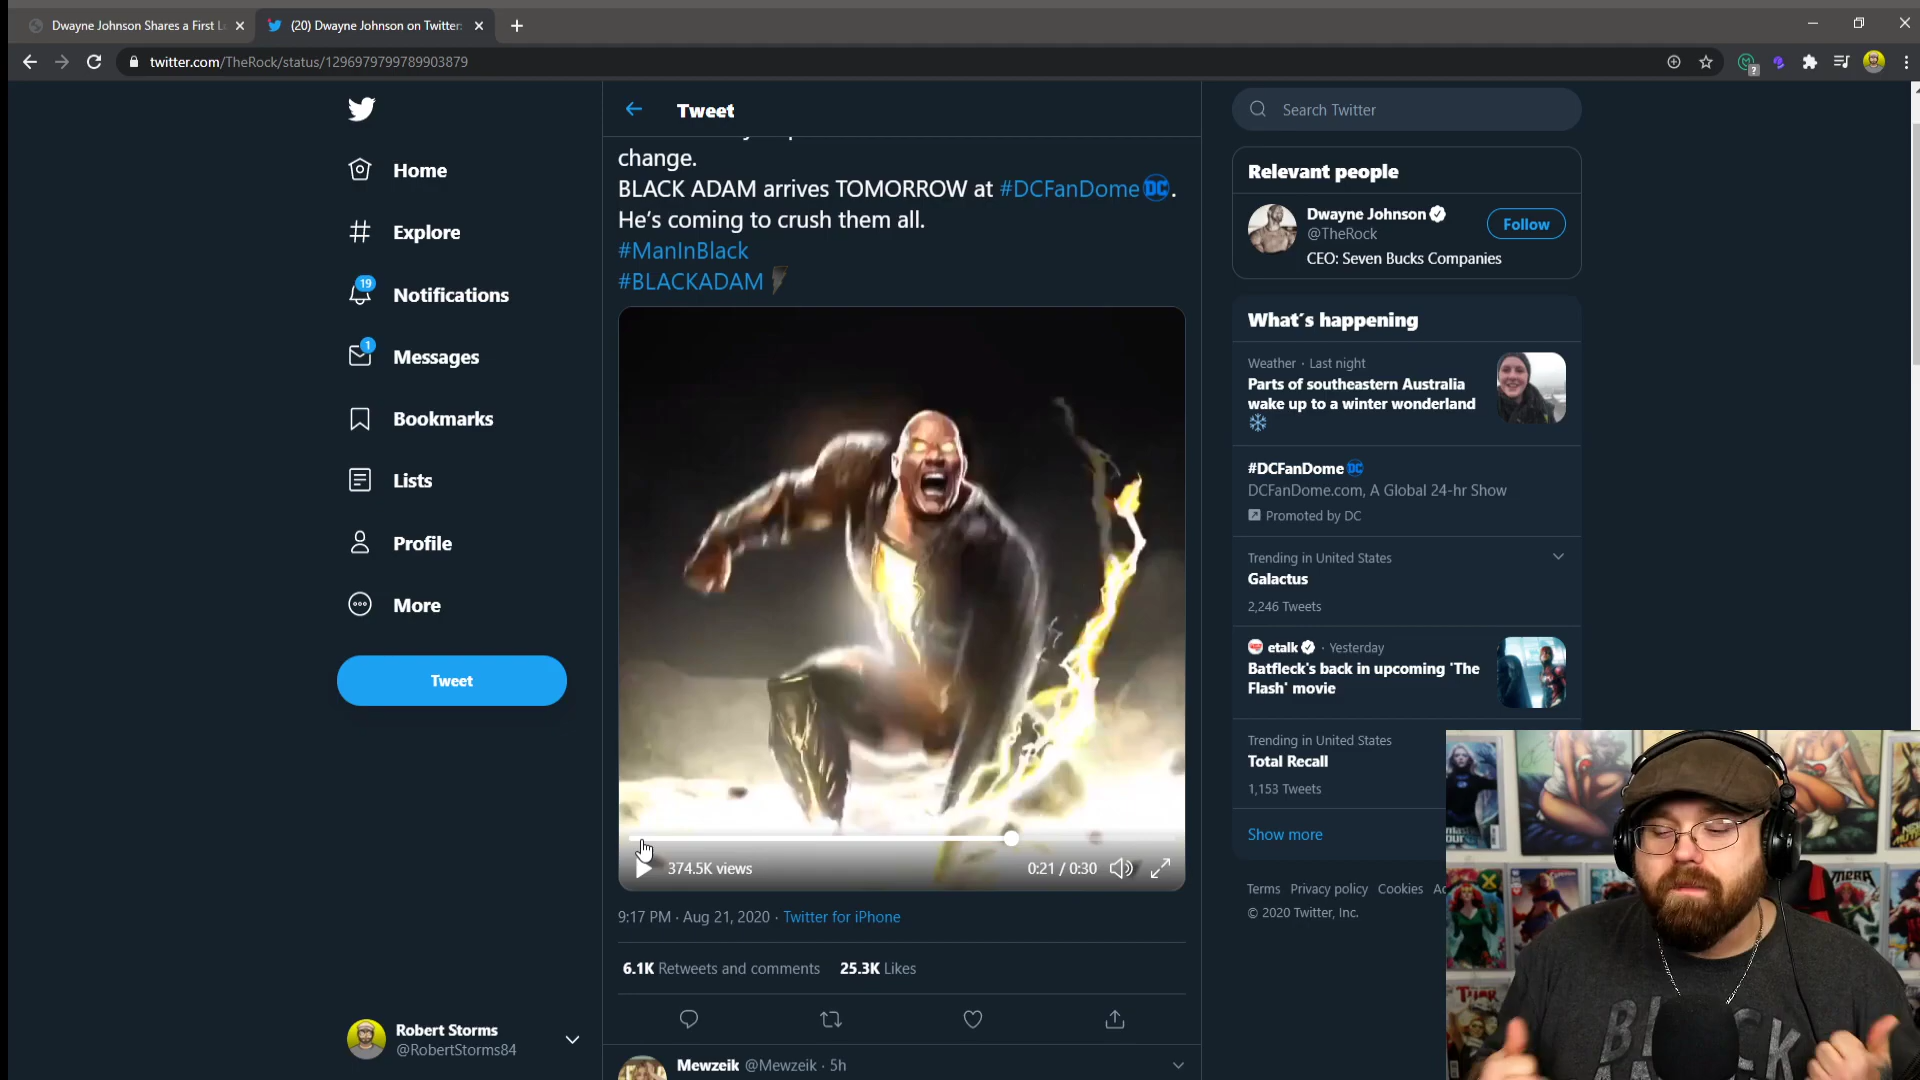 Dwayne Johnson Shares a First L
(20) Dwayne Johnson on Twitter:
twitter.com/TheRock/status/1296979799789903879
Home
Explore
19
Notifications
1
Messages
Bookmarks
Lists
Profile
More
Tweet
Robert Storms
@RobertStorms84
Tweet
change.
BLACK ADAM arrives TOMORROW at #DCFanDome DC.
He's coming to crush them all.
#ManInBlack
#BLACKADAM
374.5K views
0:21 / 0:30
9:17 PM · Aug 21, 2020 · Twitter for iPhone
6.1K Retweets and comments 25.3K Likes
Mewzeik @Mewzeik · 5h
Search Twitter
Relevant people
Dwayne Johnson
@TheRock
Follow
CEO: Seven Bucks Companies
What's happening
Weather · Last night
Parts of southeastern Australia
wake up to a winter wonderland
#DCFanDome DC
DCFanDome.com, A Global 24-hr Show
Promoted by DC
Trending in United States
Galactus
2,246 Tweets
etalk · Yesterday
Batfleck's back in upcoming 'The
Flash' movie
Trending in United States
Total Recall
1,153 Tweets
Show more
Terms Privacy policy Cookies
© 2020 Twitter, Inc.
MERA
THOR
BLACK